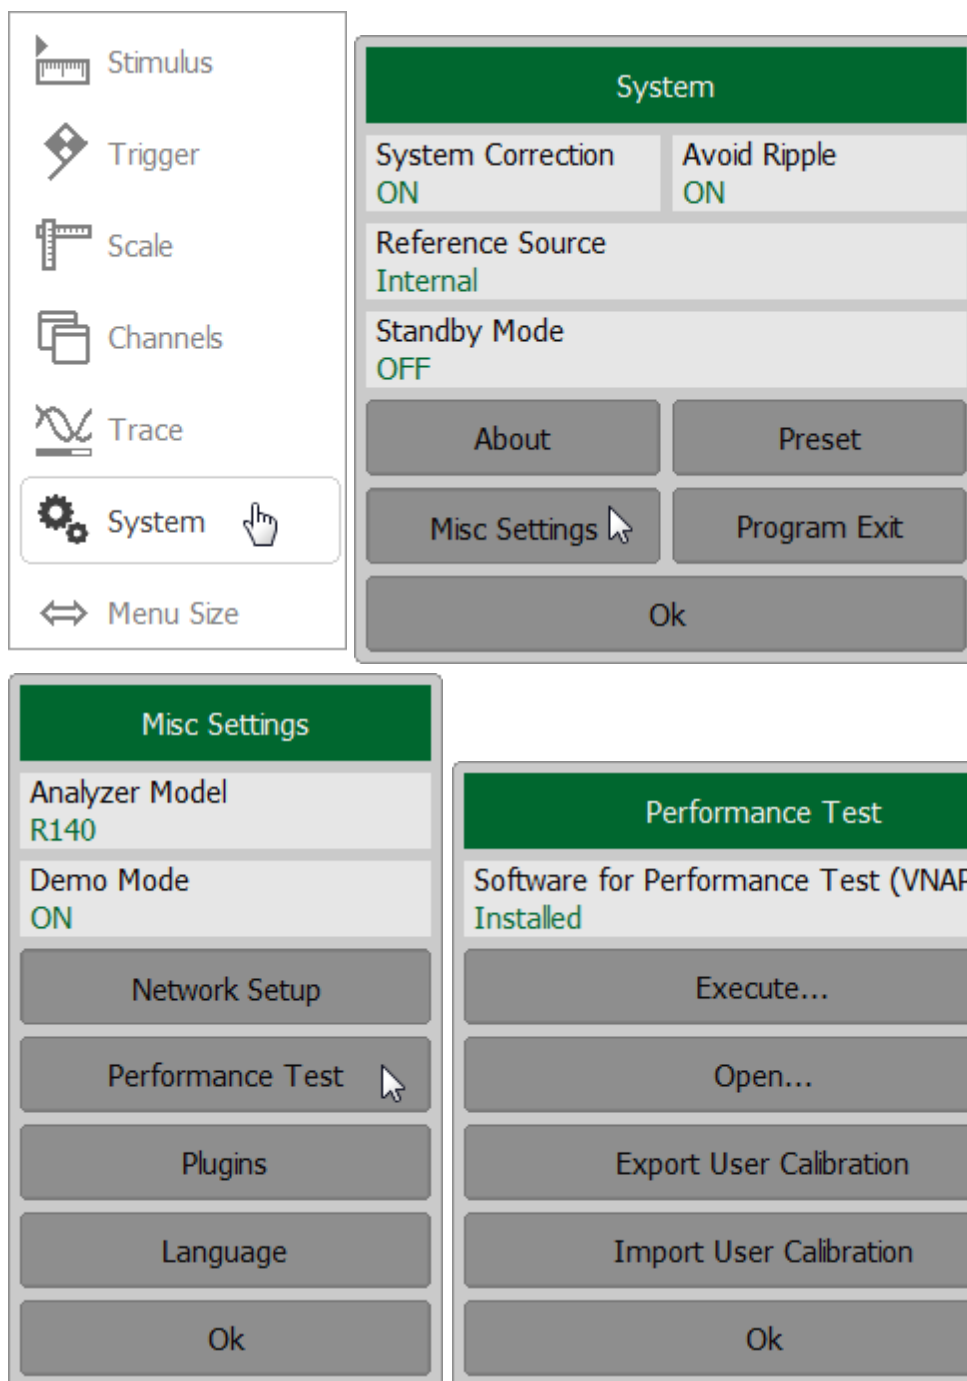 Stimulus
Trigger
Scale
Channels
Trace
System
Menu Size
System
System Correction
ON
Avoid Ripple
ON
Reference Source
Internal
Standby Mode
OFF
About
Preset
Misc Settings
Program Exit
Ok
Misc Settings
Analyzer Model
R140
Demo Mode
ON
Network Setup
Performance Test
Plugins
Language
Ok
Performance Test
Software for Performance Test
Installed
Execute...
Open...
Export User Calibration
Import User Calibration
Ok